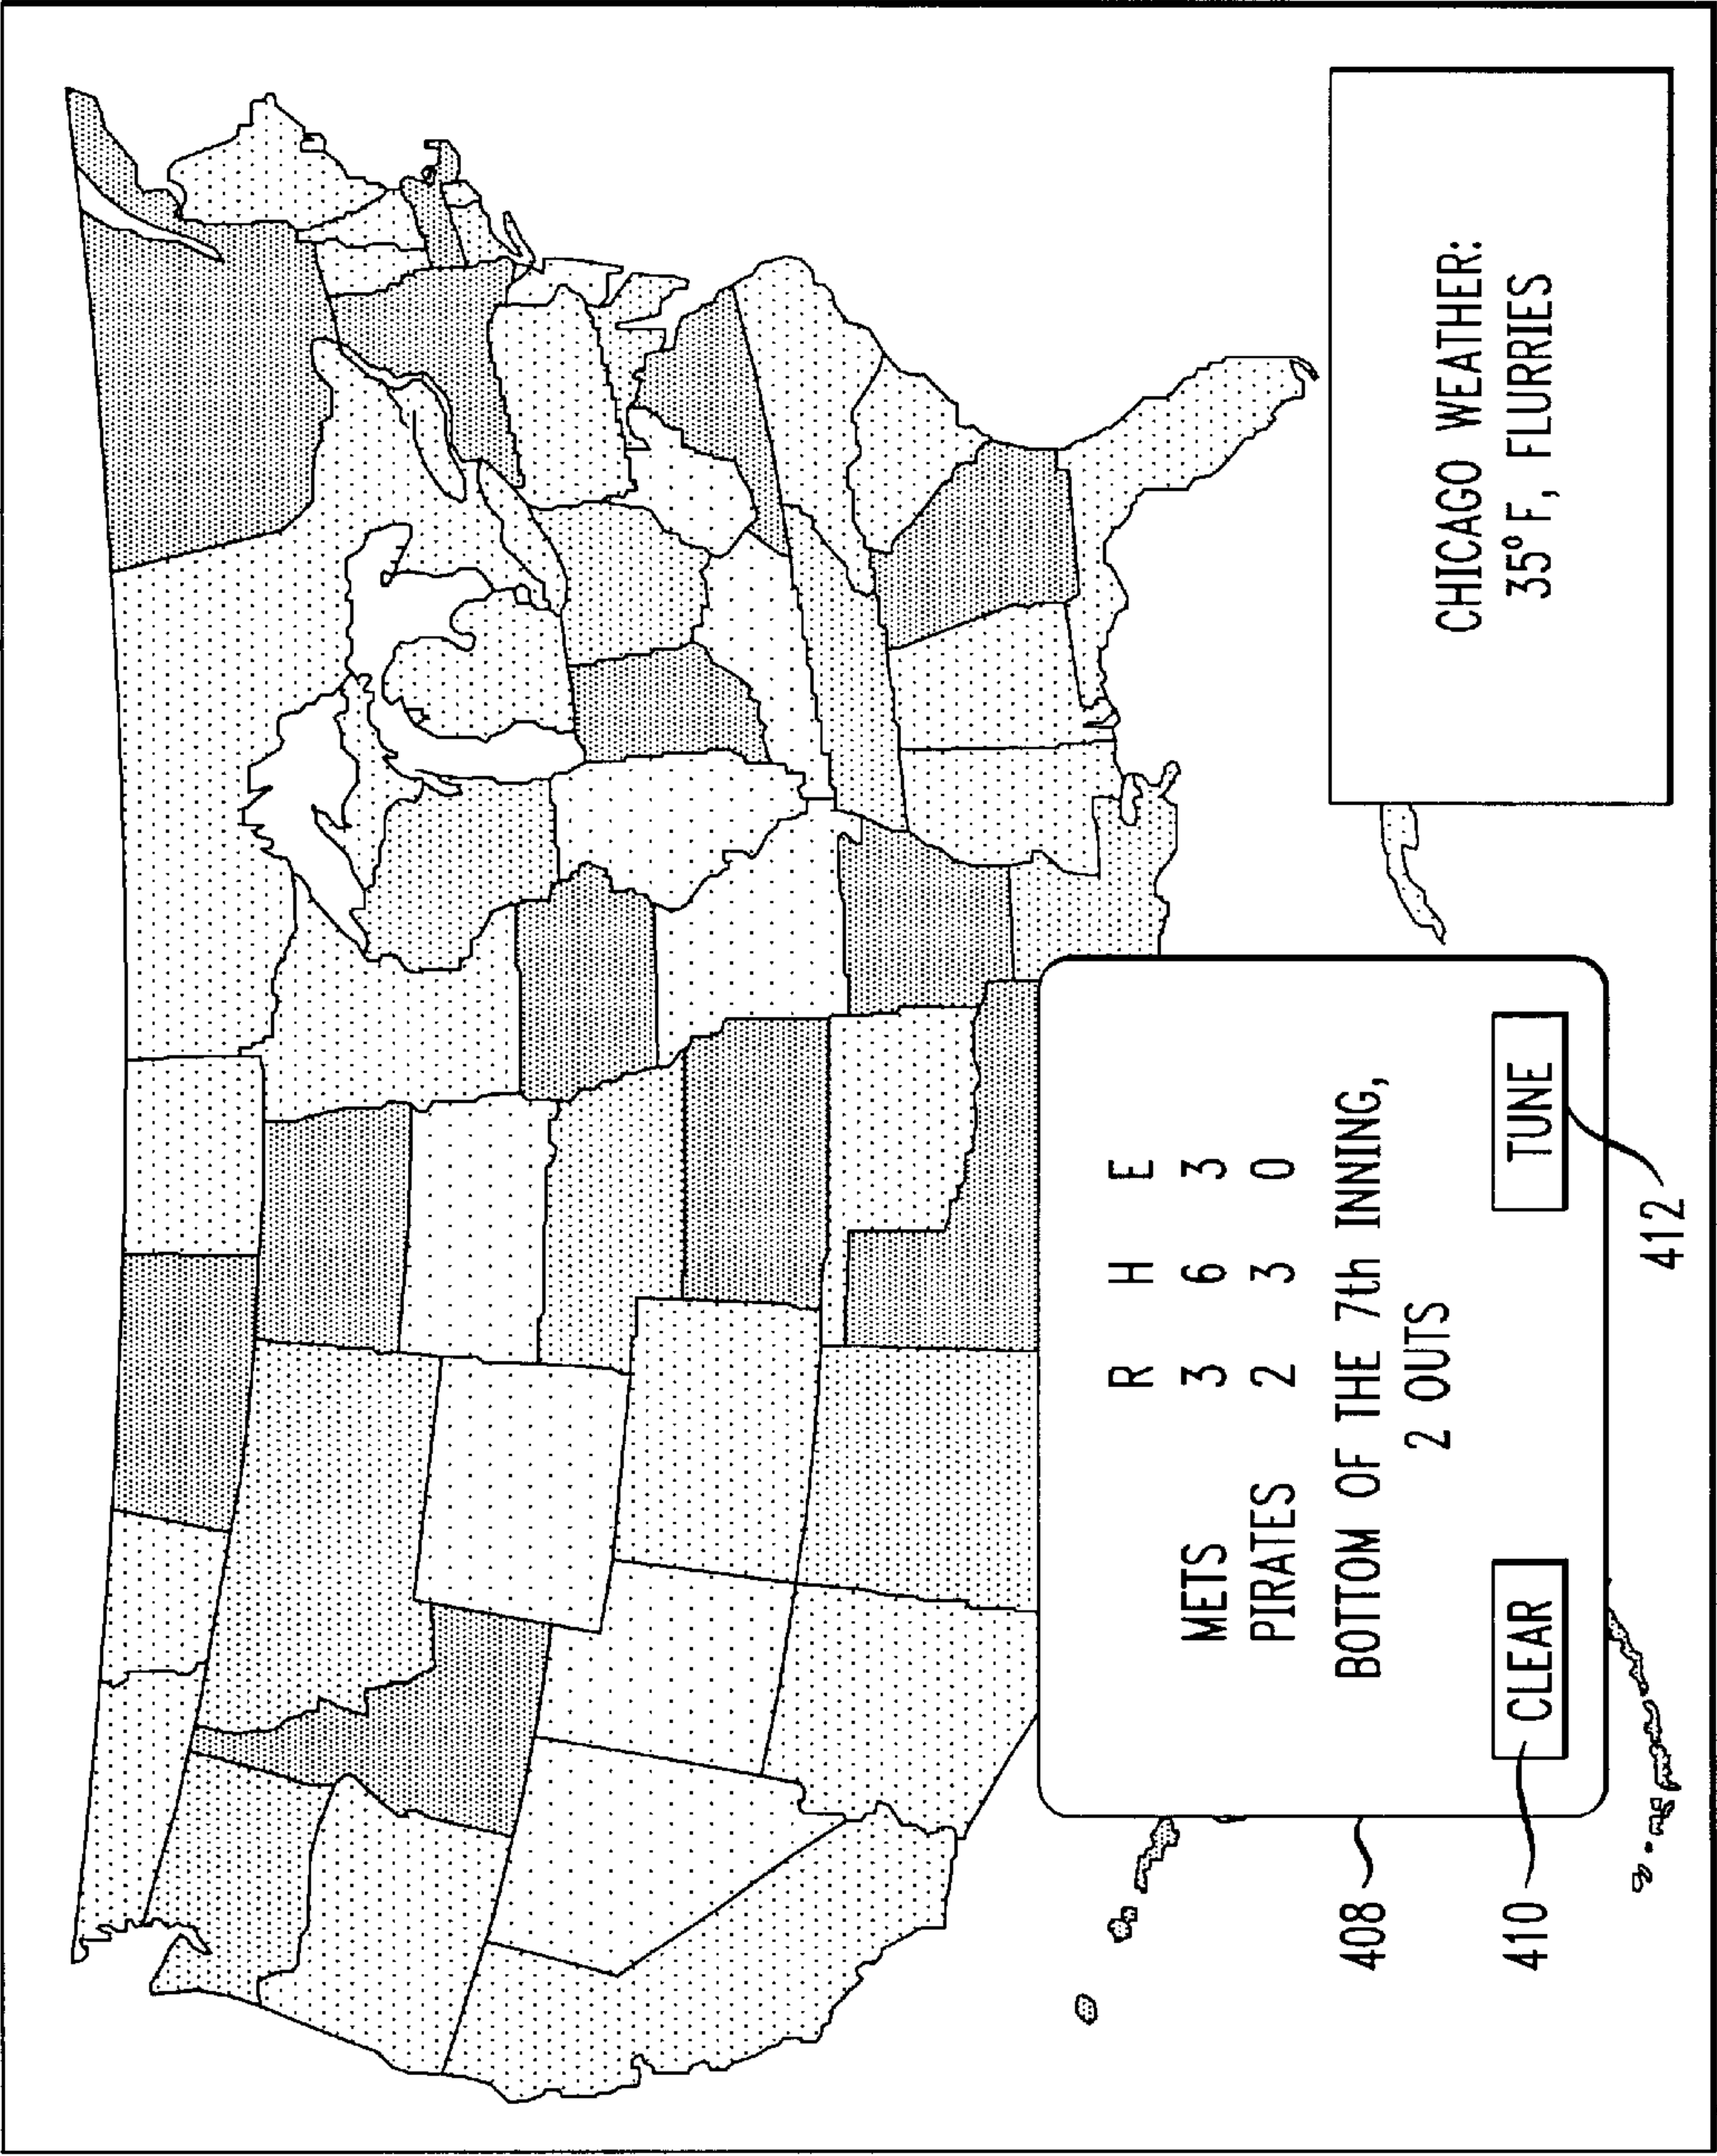 CHICAGO WEATHER:
35° F, FLURRIES
R H E
METS 3 6 3
PIRATES 2 3 0
BOTTOM OF THE 7th INNING,
2 OUTS
CLEAR TUNE
408
410
412